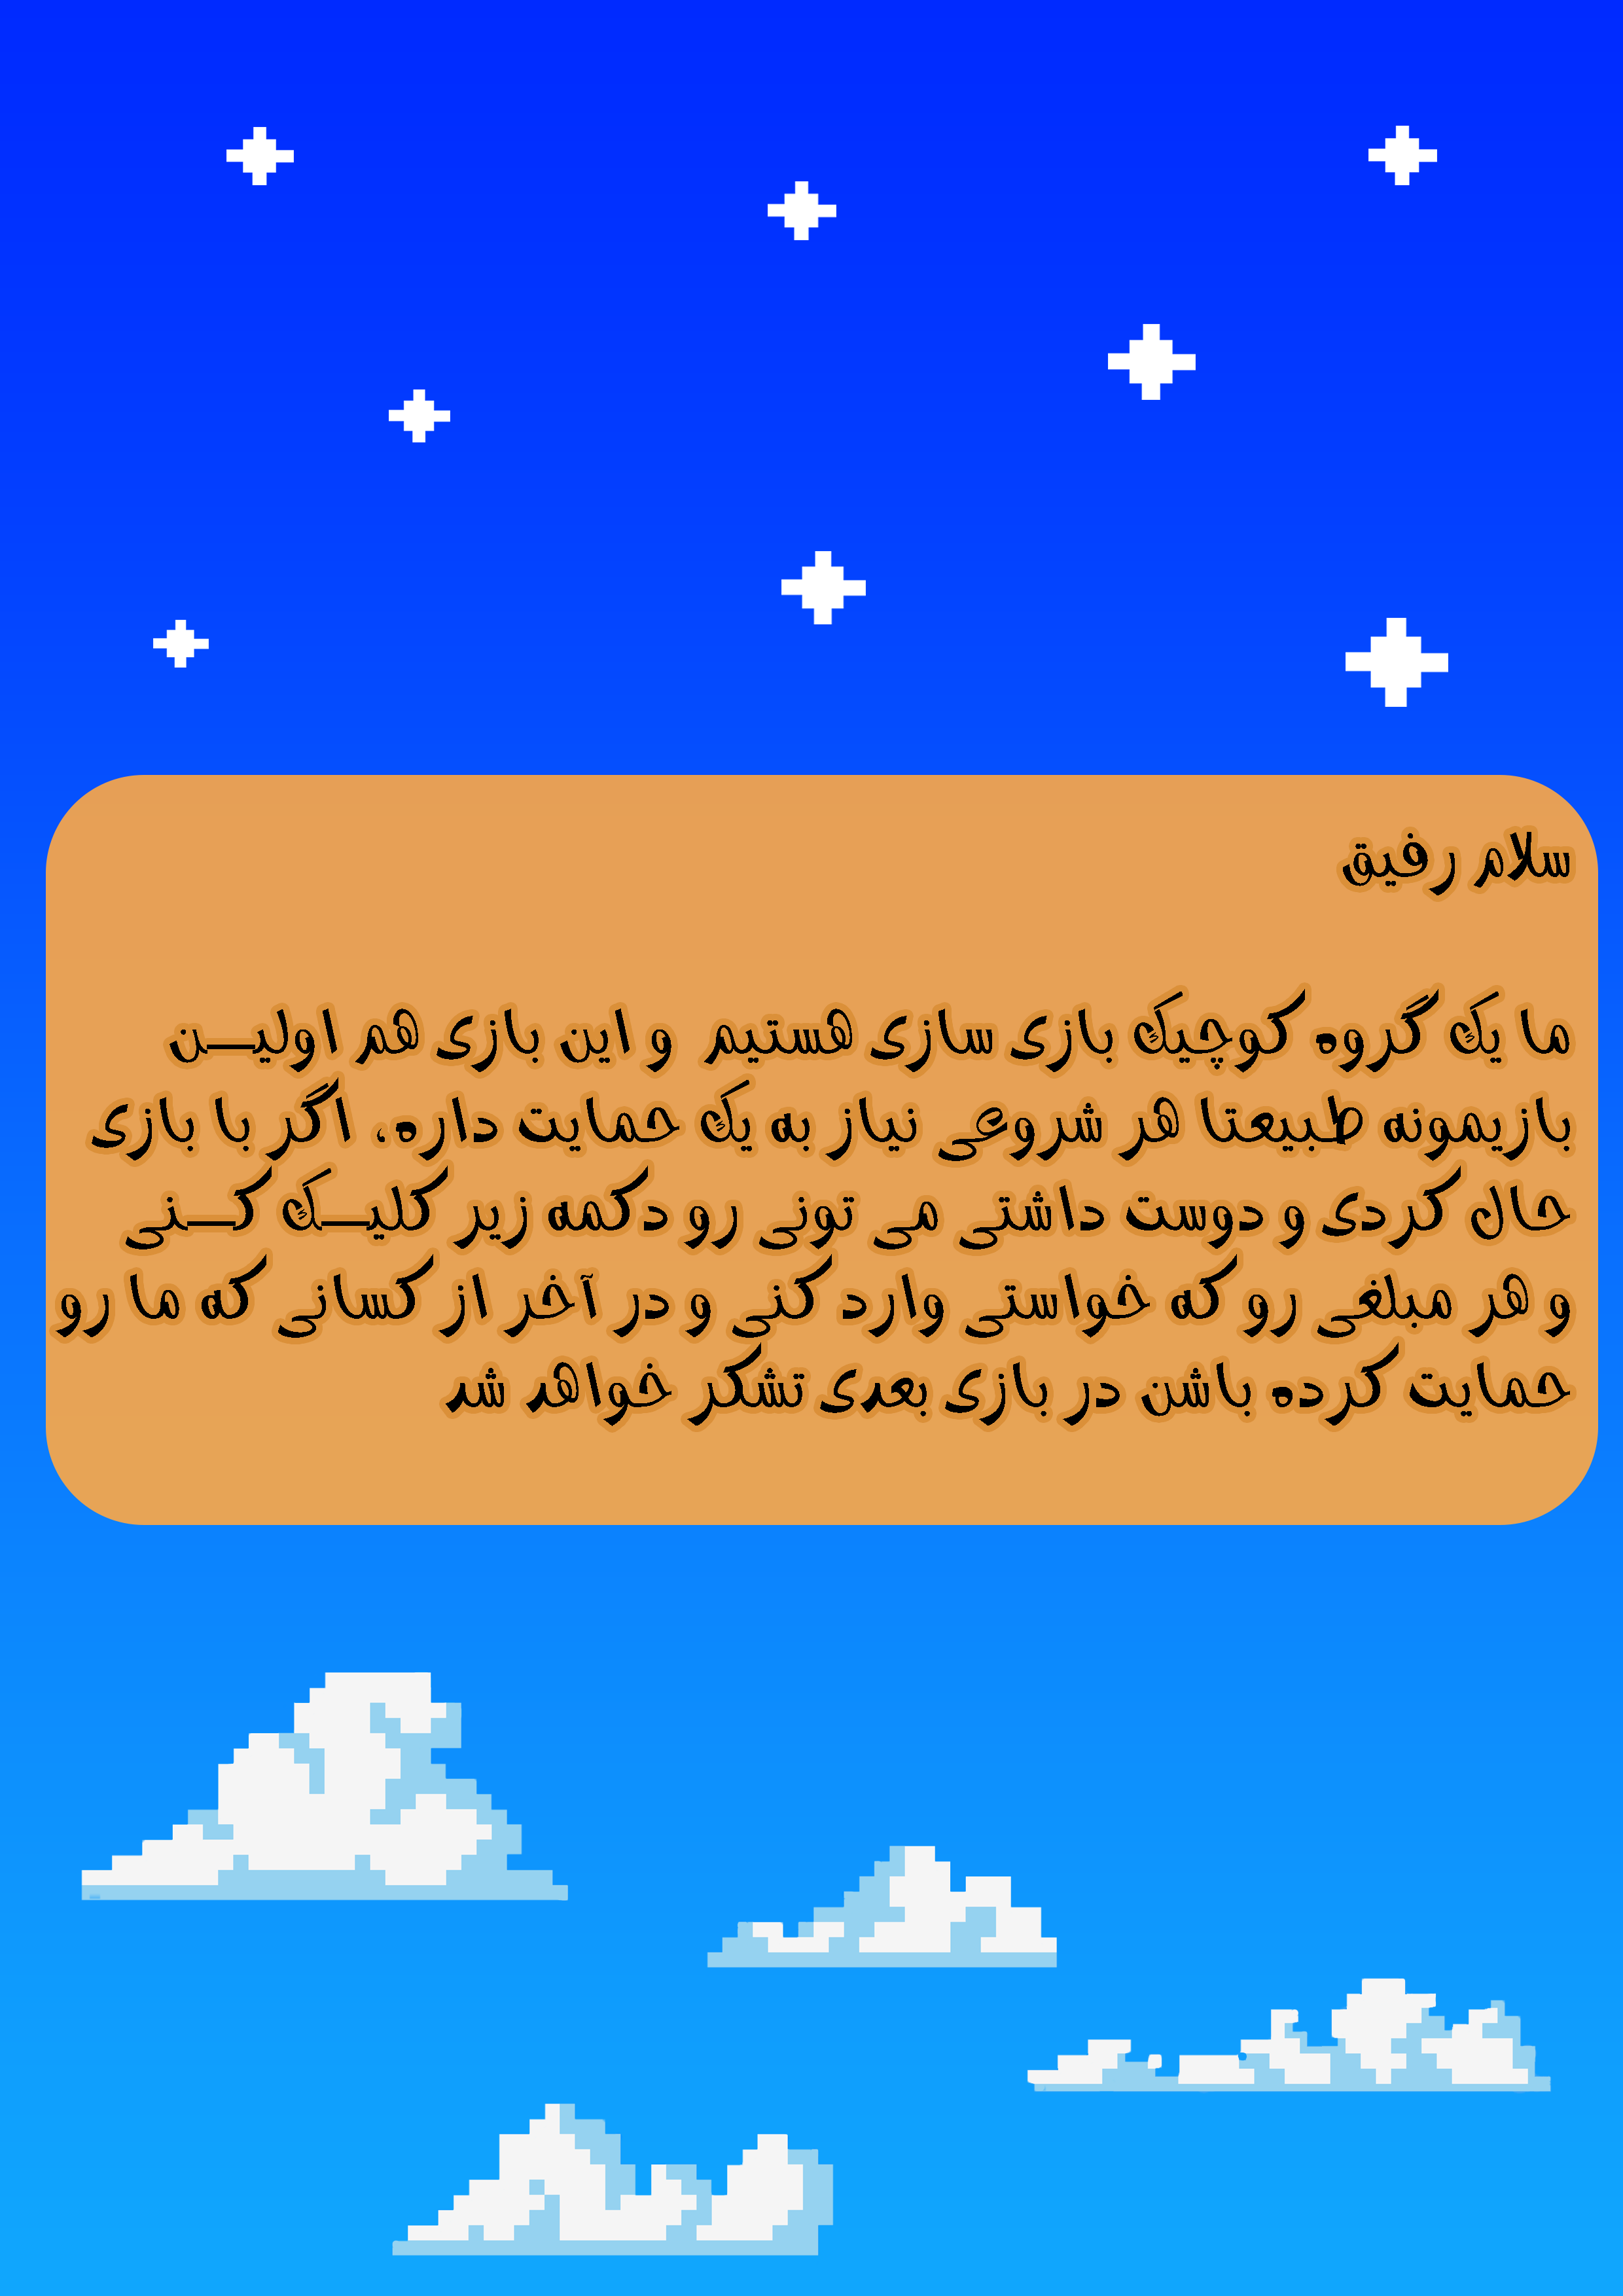 سلام رفیق
ما یک گروه کوچیک بازی سازی هستیم و این بازی هم اولیـــن
بازیمونه طبیعتا هر شروعی نیاز به یک حمایت داره، اگر با بازی
حال کردی و دوست داشتی می تونی رو دکمه زیر کلیـــک کـــنی
و هر مبلغی رو که خواستی وارد کنی و در آخر از کسانی که ما رو
حمایت کرده باشن در بازی بعدی تشکر خواهد شد